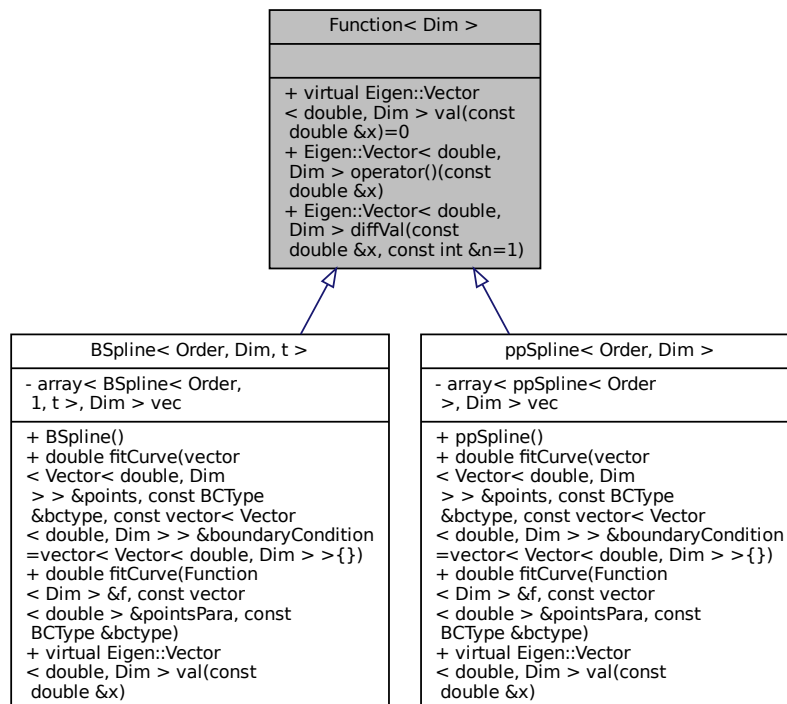 Function< Dim >
+ virtual Eigen::Vector
< double, Dim > val(const
double &x)=0
+ Eigen::Vector< double,
Dim > operator()(const
double &x)
+ Eigen::Vector< double,
Dim > diffVal(const
double &x, const int &n=1)
BSpline< Order, Dim, t >
- array< BSpline< Order,
1, t >, Dim > vec
+ BSpline()
+ double fitCurve(vector
< Vector< double, Dim
> > &points, const BCType
&bctype, const vector< Vector
< double, Dim > > &boundaryCondition
=vector< Vector< double, Dim > >{})
+ double fitCurve(Function
< Dim > &f, const vector
< double > &pointsPara, const
BCType &bctype)
+ virtual Eigen::Vector
< double, Dim > val(const
double &x)
ppSpline< Order, Dim >
- array< ppSpline< Order
>, Dim > vec
+ ppSpline()
+ double fitCurve(vector
< Vector< double, Dim
> > &points, const BCType
&bctype, const vector< Vector
< double, Dim > > &boundaryCondition
=vector< Vector< double, Dim > >{})
+ double fitCurve(Function
< Dim > &f, const vector
< double > &pointsPara, const
BCType &bctype)
+ virtual Eigen::Vector
< double, Dim > val(const
double &x)